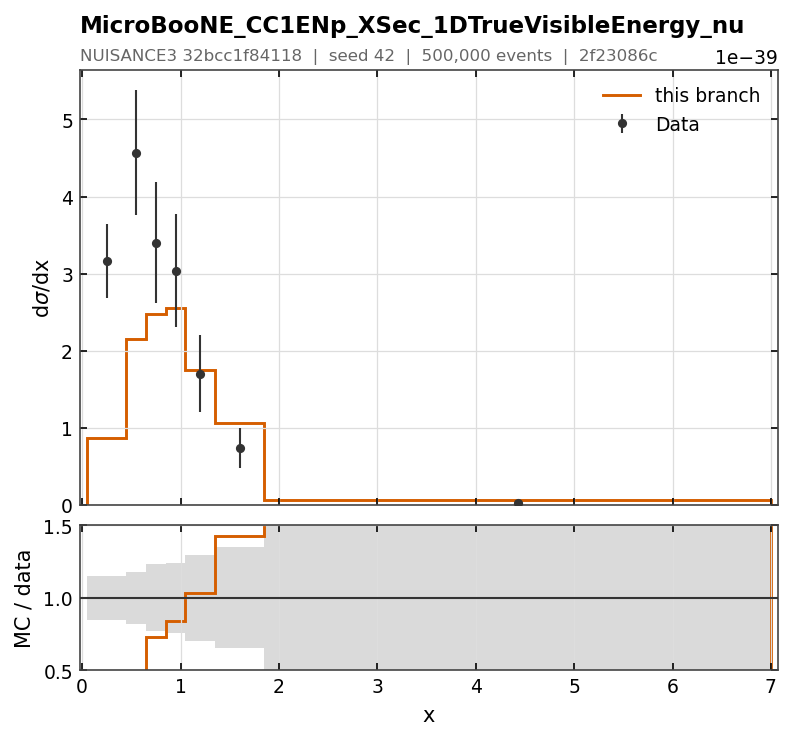 MicroBooNE_CC1ENp_XSec_1DTrueVisibleEnergy_nu
NUISANCE3 32bcc1f84118 | seed 42 | 500,000 events | 2f23086c
1e−39
this branch
Data
5
4
3
2
1
0
dσ/dx
1.5
1.0
0.5
MC / data
0 1 2 3 4 5 6 7
x